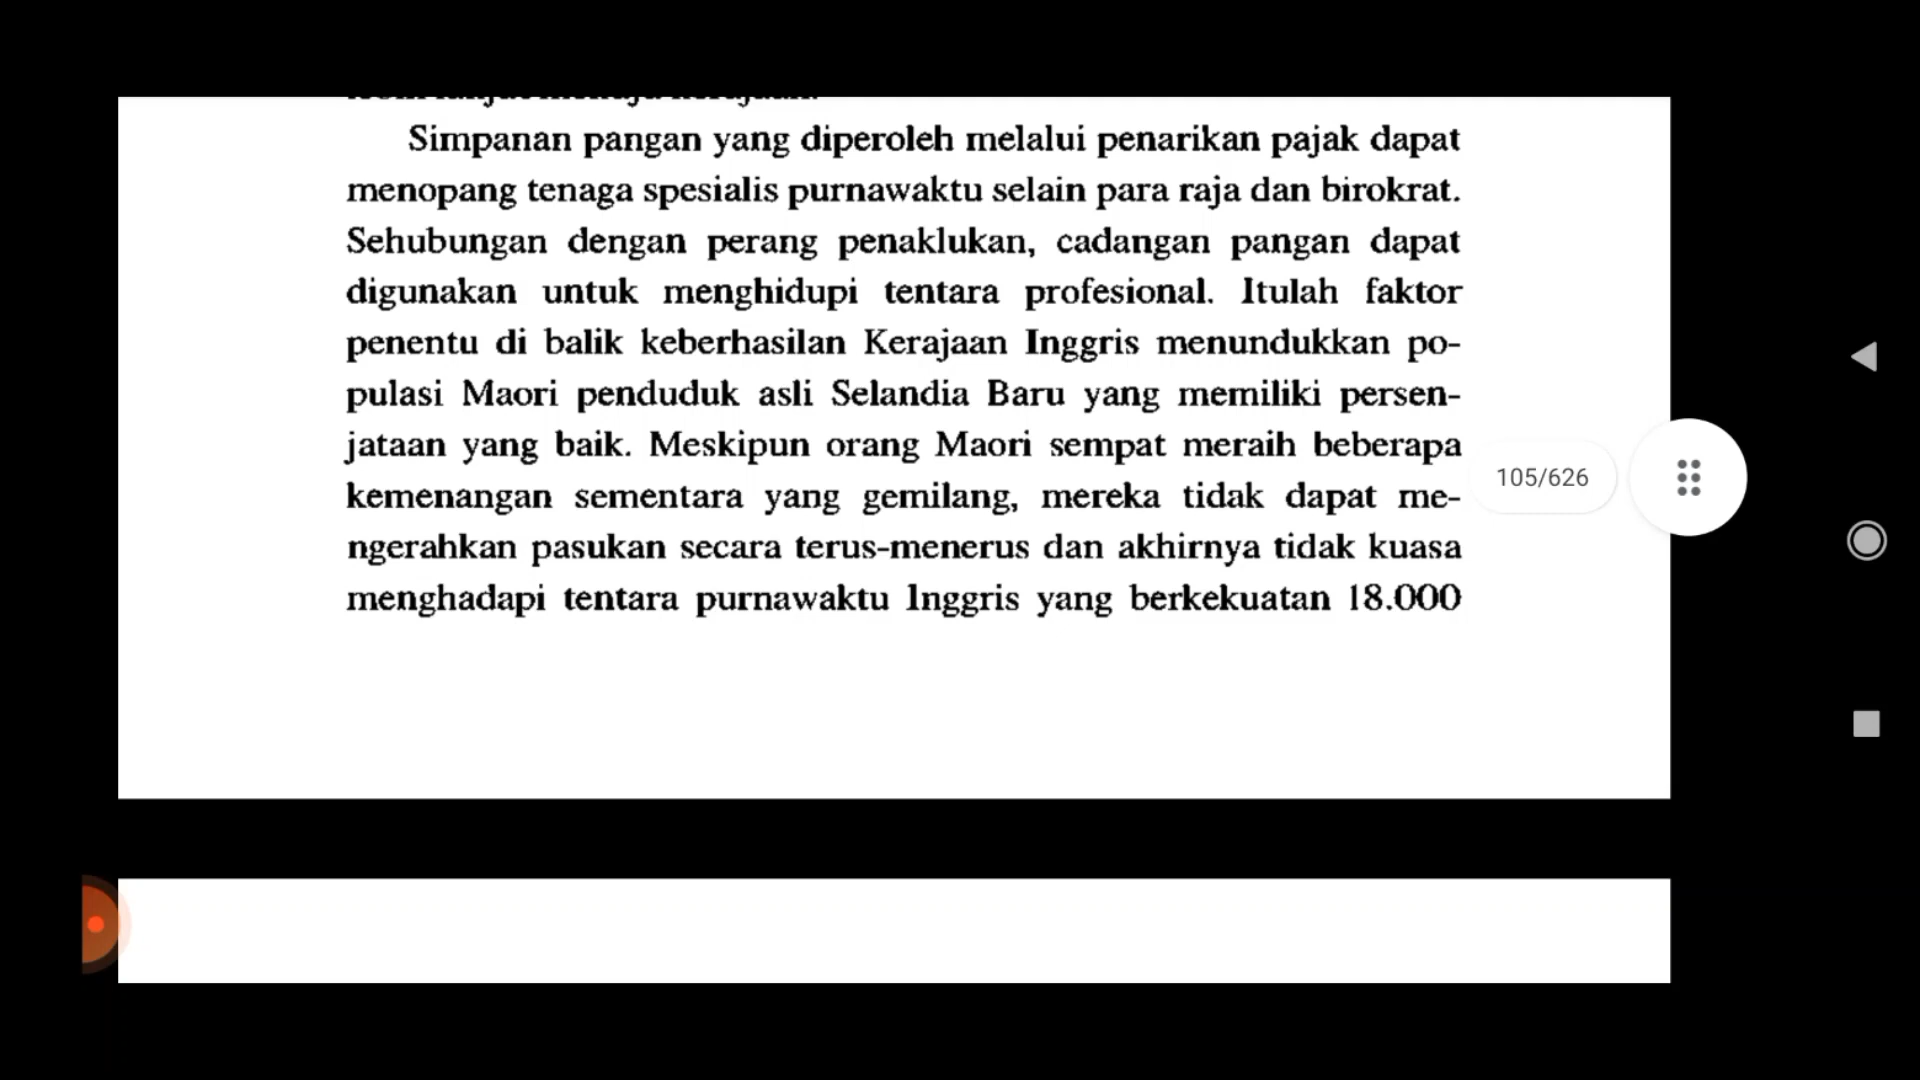 Simpanan pangan yang diperoleh melalui penarikan pajak dapat
menopang tenaga spesialis purnawaktu selain para raja dan birokrat.
Sehubungan dengan perang penaklukan, cadangan pangan dapat
digunakan untuk menghidupi tentara profesional. Itulah faktor
penentu di balik keberhasilan Kerajaan Inggris menundukkan po-
pulasi Maori penduduk asli Selandia Baru yang memiliki persen-
jataan yang baik. Meskipun orang Maori sempat meraih beberapa
kemenangan sementara yang gemilang, mereka tidak dapat me-
ngerahkan pasukan secara terus-menerus dan akhirnya tidak kuasa
menghadapi tentara purnawaktu Inggris yang berkekuatan 18.000
105/626